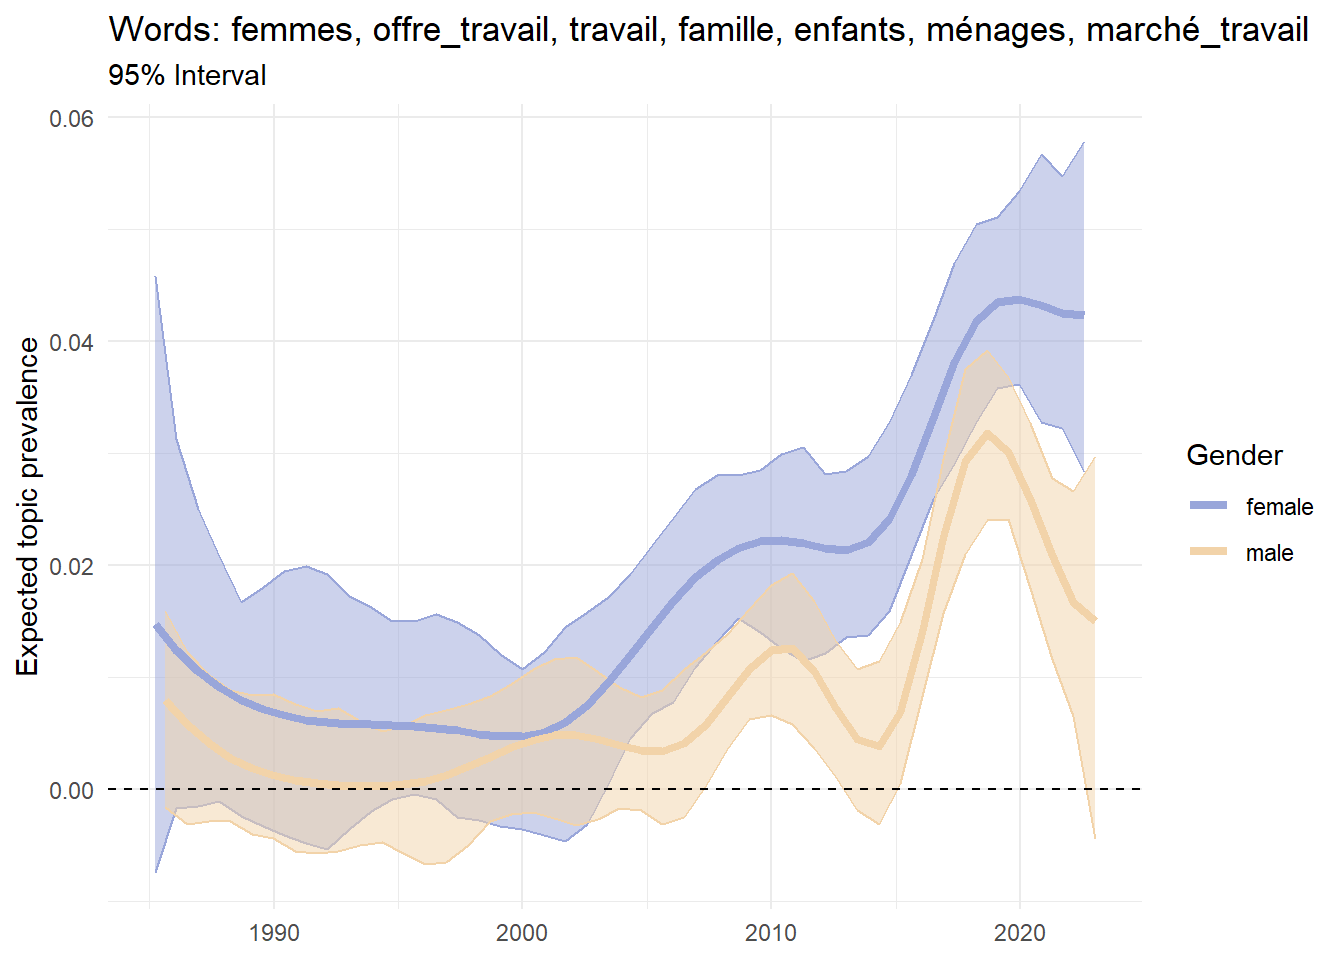 Words: femmes, offre_travail, travail, famille, enfants, ménages, marché_travail
95% Interval
0.06
0.04
0.02
0.00
Expected topic prevalence
1990
2000
2010
2020
Gender
female
male